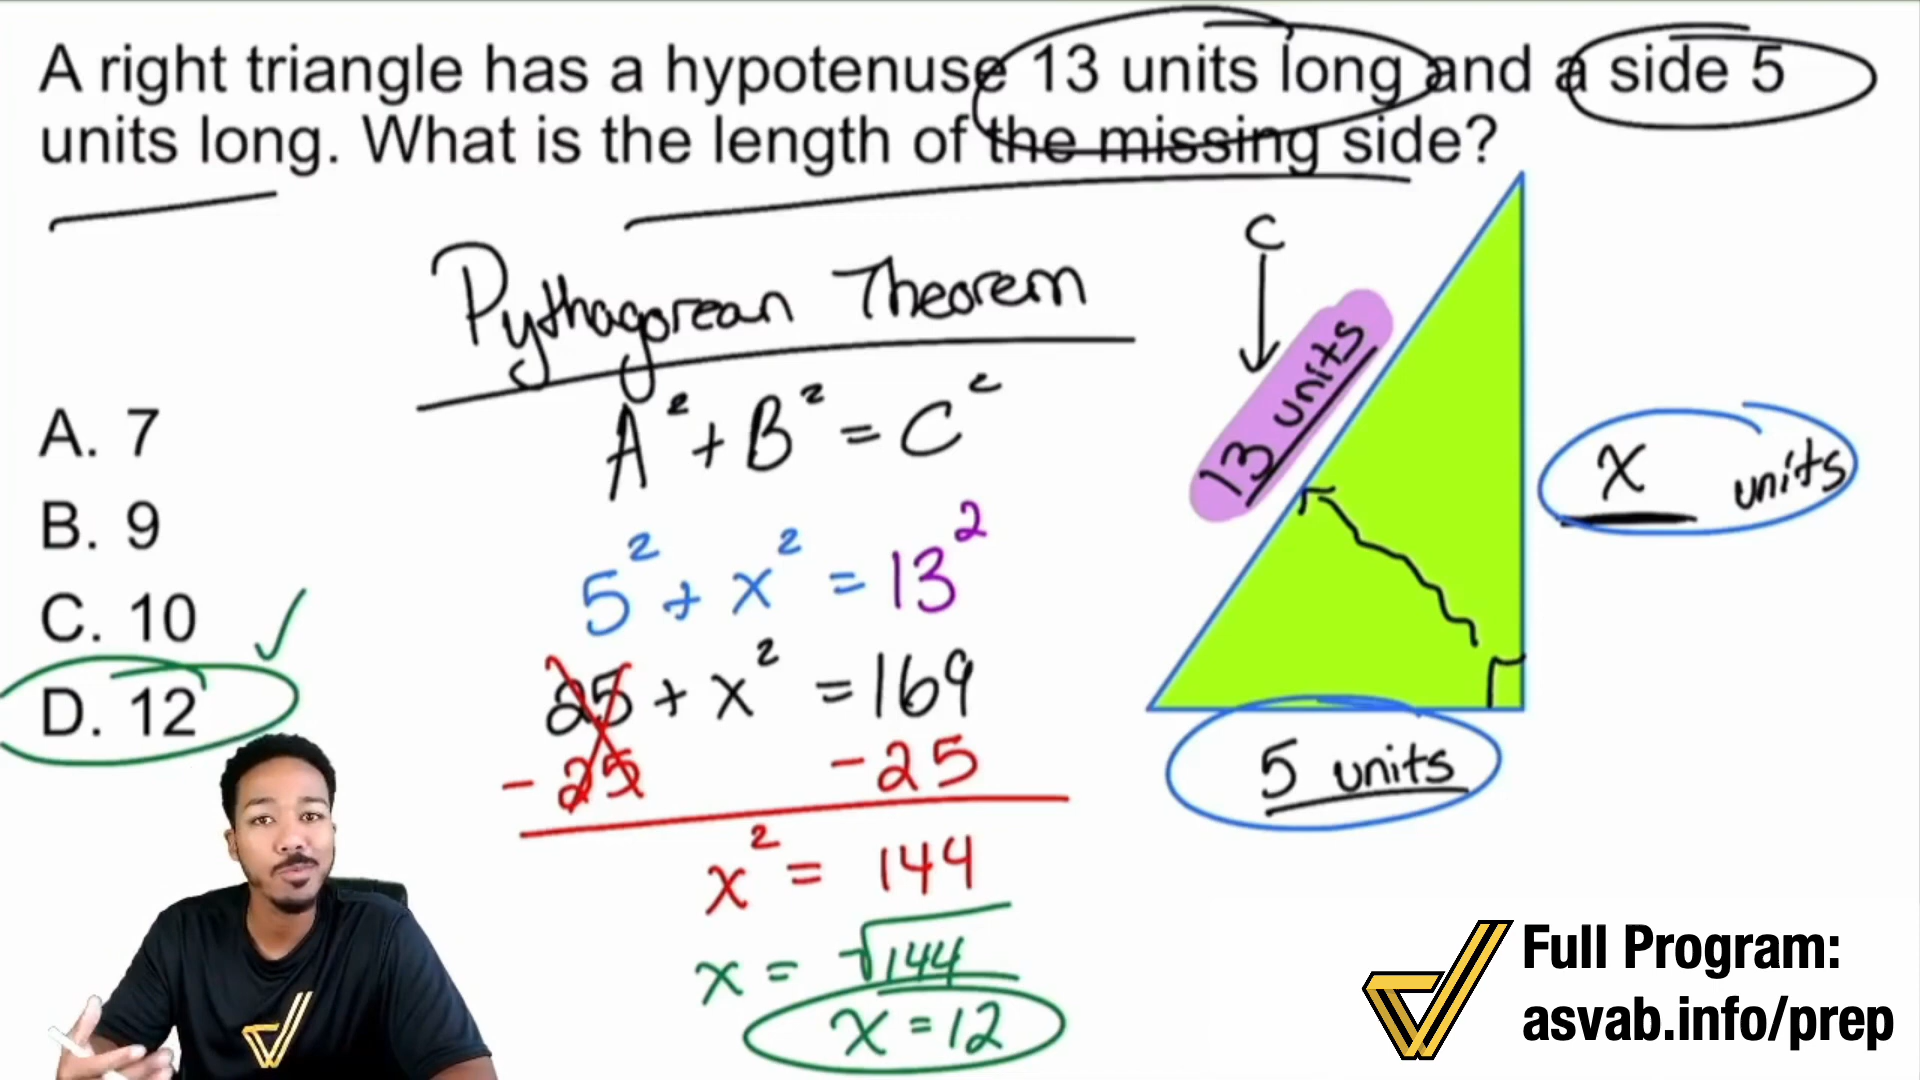 A right triangle has a hypotenuse 13 units long and a side 5
units long. What is the length of the missing side?
Pythagorean Theorem
A² + B² = C²
5² + x² = 13²
25 + x² = 169
- 25 -25
x² = 144
x = √144
x = 12
A. 7
B. 9
C. 10
D. 12
C
13 units
x units
5 units
Full Program:
asvab.info/prep